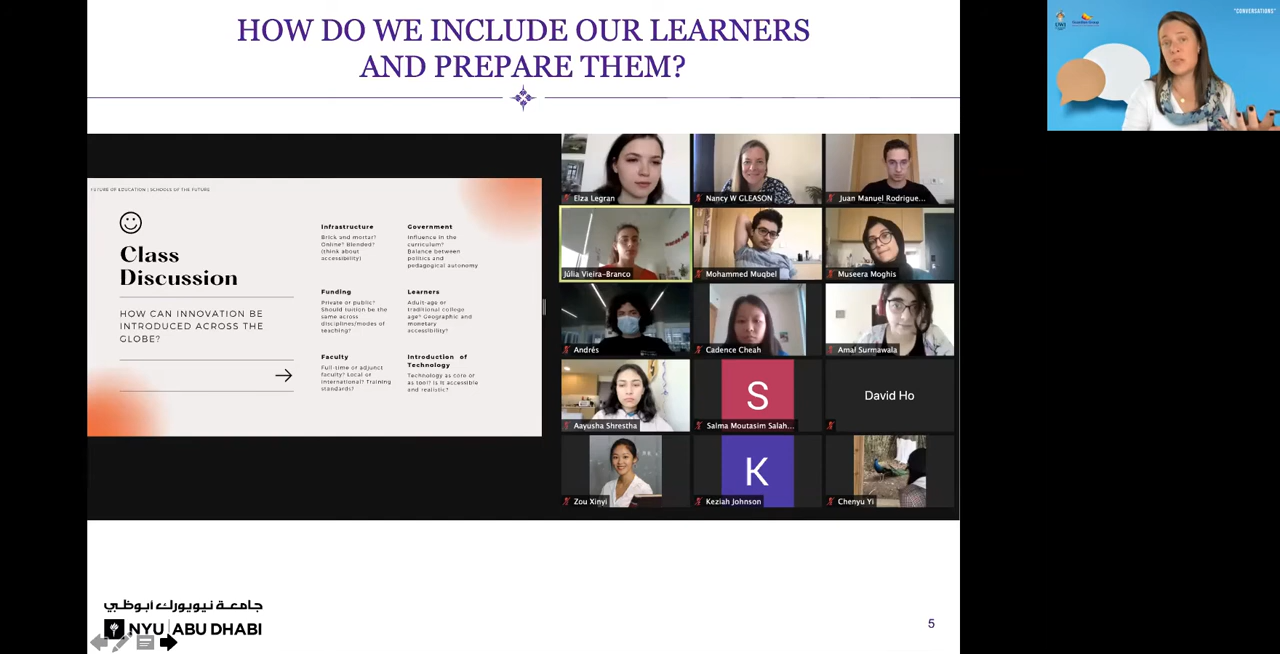 HOW DO WE INCLUDE OUR LEARNERS
AND PREPARE THEM?
"CONVERSATIONS"
UWI
FUTURE OF EDUCATION | SCHOOLS OF THE FUTURE
Class
Discussion
HOW CAN INNOVATION BE
INTRODUCED ACROSS THE
GLOBE?
Infrastructure
Brick and mortar?
Online? Blended?
(think about
accessibility)
Government
Influence in the
curriculum?
Balance between
politics and
pedagogical autonomy
Funding
Private or public?
Should tuition be the
same across
disciplines/modes of
teaching?
Learners
Adult-age or
traditional college
age? Geographic and
monetary
accessibility?
Faculty
Full-time or adjunct
faculty? Local or
international? Training
standards?
Introduction of
Technology
Technology as core or
as tool? Is it accessible
and realistic?
Elza Legran
Nancy W GLEASON
Juan Manuel Rodrigue...
Júlia Vieira-Branco
Mohammed Muqbel
Museera Moghis
Andrés
Cadence Cheah
Amal Surmawala
Aayusha Shrestha
S
Salma Moutasim Salah...
David Ho
Zou Xinyi
K
Keziah Johnson
Chenyu Yi
جامعة نيويورك أبوظبي
NYU ABU DHABI
5